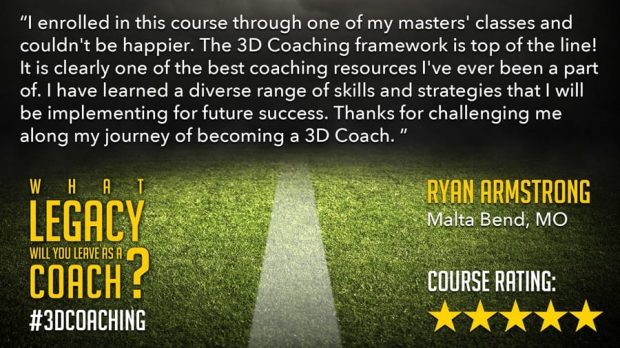 “I enrolled in this course through one of my masters' classes and
couldn't be happier. The 3D Coaching framework is top of the line!
It is clearly one of the best coaching resources I've ever been a part
of. I have learned a diverse range of skills and strategies that I will
be implementing for future success. Thanks for challenging me
along my journey of becoming a 3D Coach. ”
WHAT
LEGACY
WILL YOU LEAVE AS A
COACH?
#3DCOACHING
RYAN ARMSTRONG
Malta Bend, MO
COURSE RATING: